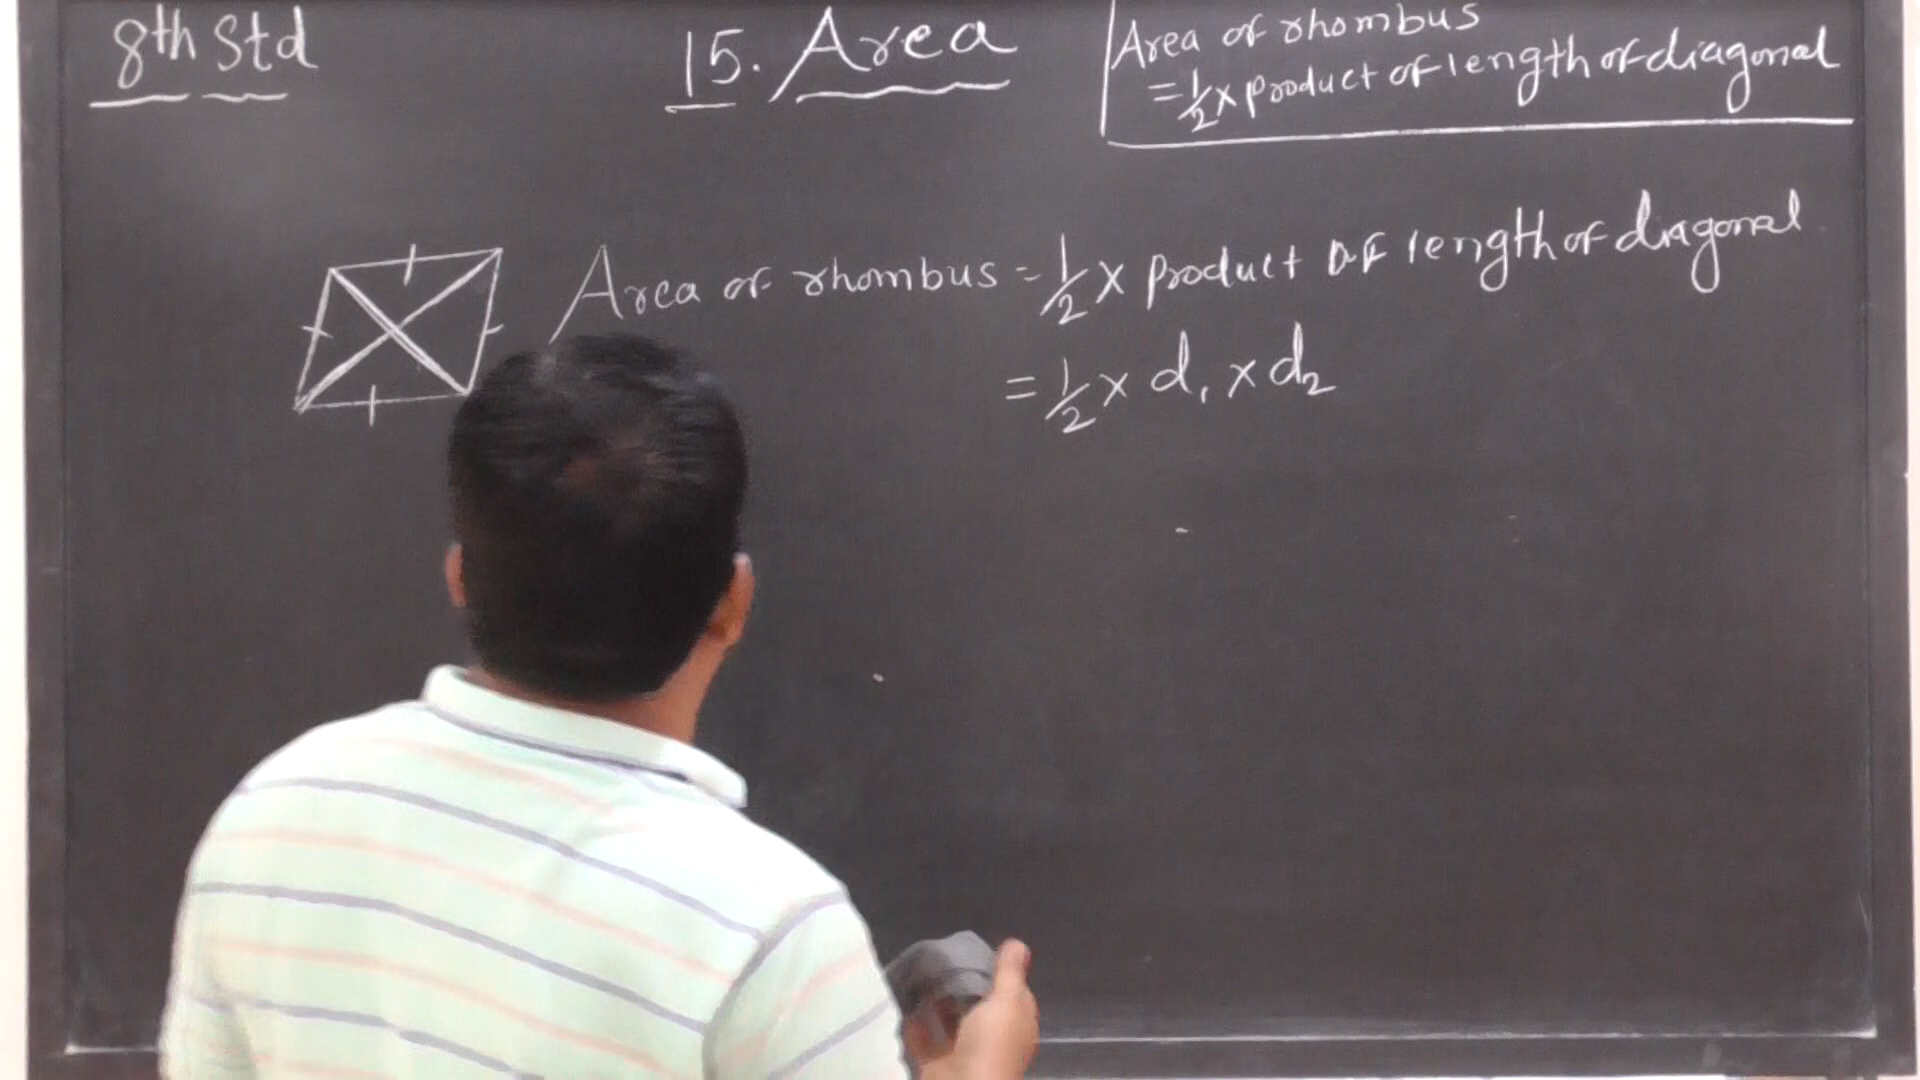 8th Std
15. Area
Area of rhombus
= 1/2 x product of length of diagonal
Area of rhombus = 1/2 x product of length of diagonal
= 1/2 x d1 x d2